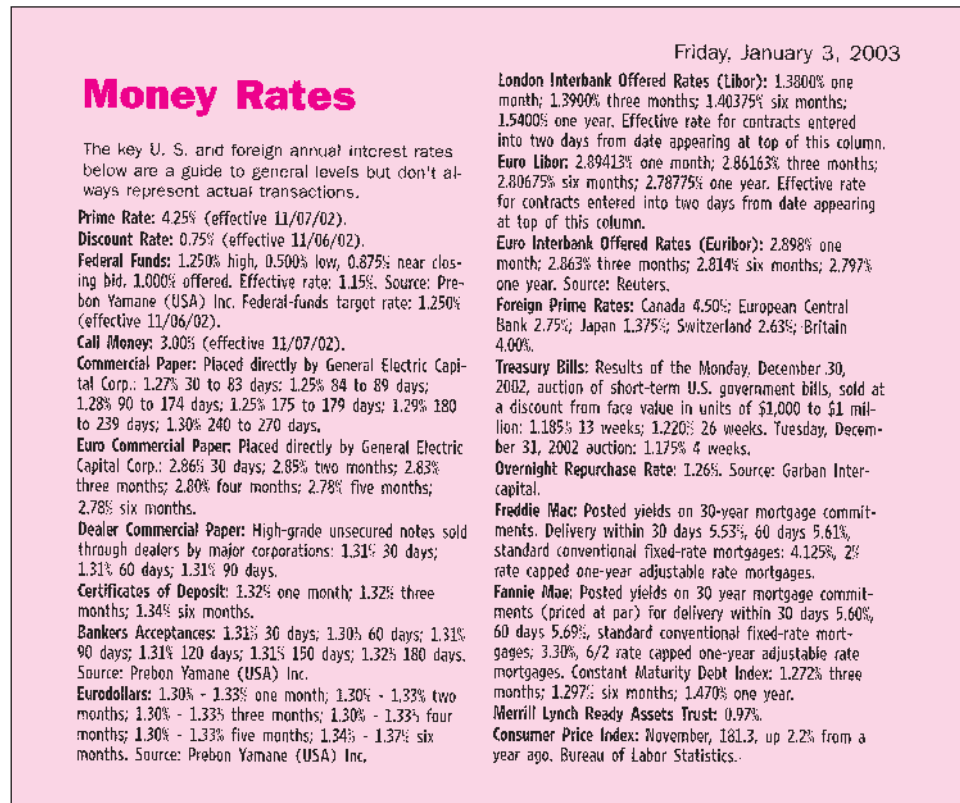 Friday, January 3, 2003
Money Rates
The key U. S. and foreign annual interest rates
below are a guide to general levels but don't al-
ways represent actual transactions.
Prime Rate: 4.25% (effective 11/07/02).
Discount Rate: 0.75% (effective 11/06/02).
Federal Funds: 1.250% high, 0.500% low, 0.875% near clos-
ing bid, 1.000% offered. Effective rate: 1.15%. Source: Pre-
bon Yamane (USA) Inc. Federal-funds target rate: 1.250%
(effective 11/06/02).
Call Money: 3.00% (effective 11/07/02).
Commercial Paper: Placed directly by General Electric Capi-
tal Corp.: 1.27% 30 to 83 days: 1.25% 84 to 89 days;
1.28% 90 to 174 days; 1.25% 175 to 179 days; 1.29% 180
to 239 days; 1.30% 240 to 270 days.
Euro Commercial Paper: Placed directly by General Electric
Capital Corp.: 2.86% 30 days; 2.85% two months; 2.83%
three months; 2.80% four months; 2.78% five months;
2.78% six months.
Dealer Commercial Paper: High-grade unsecured notes sold
through dealers by major corporations: 1.31% 30 days;
1.31% 60 days; 1.31% 90 days.
Certificates of Deposit: 1.32% one month; 1.32% three
months; 1.34% six months.
Bankers Acceptances: 1.31% 30 days; 1.30% 60 days; 1.31%
90 days; 1.31% 120 days; 1.31% 150 days; 1.32% 180 days.
Source: Prebon Yamane (USA) Inc.
Eurodollars: 1.30% - 1.33% one month; 1.30% - 1.33% two
months; 1.30% - 1.33% three months; 1.30% - 1.33% four
months; 1.30% - 1.33% five months; 1.34% - 1.37% six
months. Source: Prebon Yamane (USA) Inc.
London Interbank Offered Rates (Libor): 1.3800% one
month; 1.3900% three months; 1.40375% six months;
1.5400% one year. Effective rate for contracts entered
into two days from date appearing at top of this column.
Euro Libor: 2.89413% one month; 2.86163% three months;
2.80675% six months; 2.78775% one year. Effective rate
for contracts entered into two days from date appearing
at top of this column.
Euro Interbank Offered Rates (Euribor): 2.898% one
month; 2.863% three months; 2.814% six months; 2.797%
one year. Source: Reuters.
Foreign Prime Rates: Canada 4.50%; European Central
Bank 2.75%; Japan 1.375%; Switzerland 2.63%; Britain
4.00%.
Treasury Bills: Results of the Monday, December 30,
2002, auction of short-term U.S. government bills, sold at
a discount from face value in units of $1,000 to $1 mil-
lion: 1.185% 13 weeks; 1.220% 26 weeks. Tuesday, Decem-
ber 31, 2002 auction: 1.175% 4 weeks.
Overnight Repurchase Rate: 1.26%. Source: Garban Inter-
capital.
Freddie Mac: Posted yields on 30-year mortgage commit-
ments. Delivery within 30 days 5.53%, 60 days 5.61%,
standard conventional fixed-rate mortgages: 4.125%, 2%
rate capped one-year adjustable rate mortgages.
Fannie Mae: Posted yields on 30 year mortgage commit-
ments (priced at par) for delivery within 30 days 5.60%,
60 days 5.69%, standard conventional fixed-rate mort-
gages; 3.30%, 6/2 rate capped one-year adjustable rate
mortgages. Constant Maturity Debt Index: 1.272% three
months; 1.297% six months; 1.470% one year.
Merrill Lynch Ready Assets Trust: 0.97%.
Consumer Price Index: November, 181.3, up 2.2% from a
year ago. Bureau of Labor Statistics.